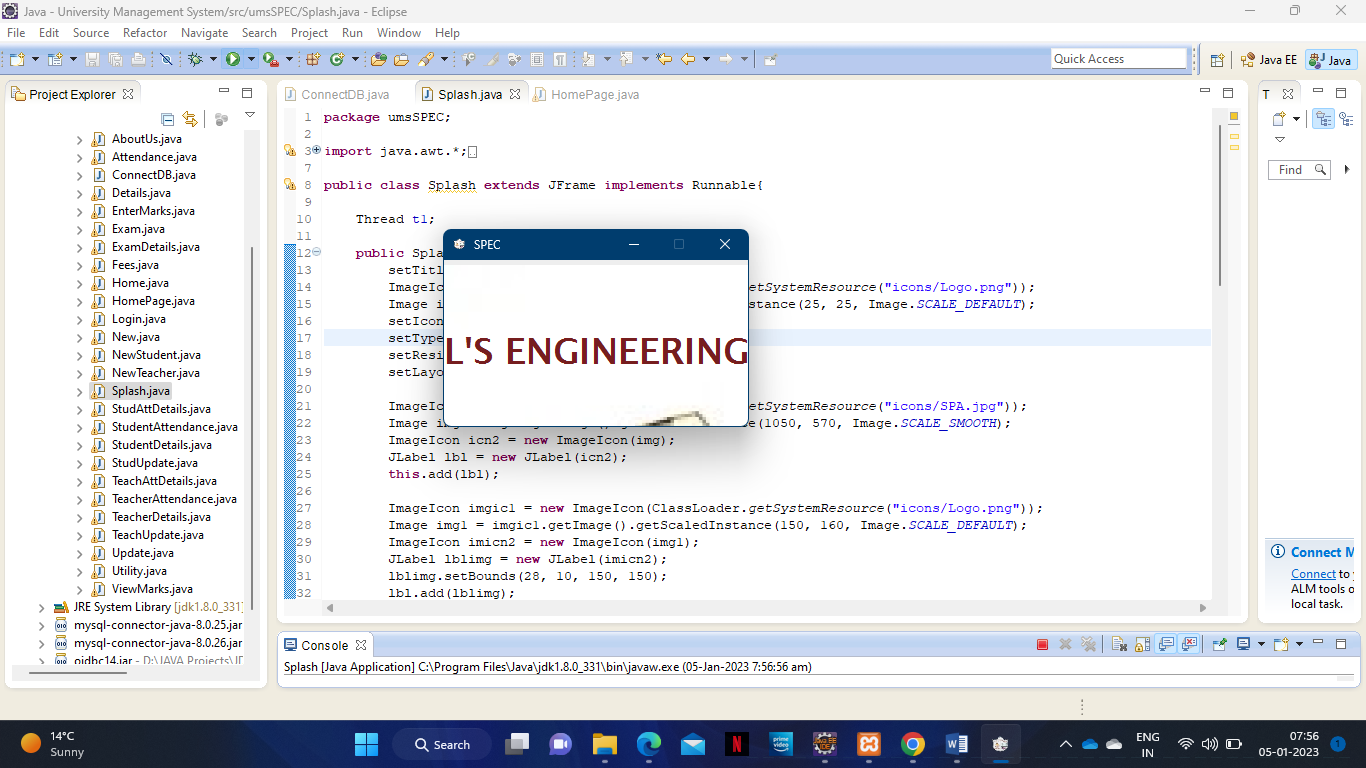 Java - University Management System/src/umsSPEC/Splash.java - Eclipse
File Edit Source Refactor Navigate Search Project Run Window Help
Quick Access
Java EE
Java
Project Explorer
AboutUs.java
Attendance.java
ConnectDB.java
Details.java
EnterMarks.java
Exam.java
ExamDetails.java
Fees.java
Home.java
HomePage.java
Login.java
New.java
NewStudent.java
NewTeacher.java
Splash.java
StudAttDetails.java
StudentAttendance.java
StudentDetails.java
StudUpdate.java
TeachAttDetails.java
TeacherAttendance.java
TeacherDetails.java
TeachUpdate.java
Update.java
Utility.java
ViewMarks.java
JRE System Library [jdk1.8.0_331]
mysql-connector-java-8.0.25.jar
mysql-connector-java-8.0.26.jar
ojdbc14.jar - D:\JAVA Projects\
ConnectDB.java Splash.java HomePage.java
1 package umsSPEC;
2
3 import java.awt.*;
7
8 public class Splash extends JFrame implements Runnable{
9
10 Thread t1;
11
12 public Spla
13 setTitl
14 ImageIc etSystemResource("icons/Logo.png"));
15 Image i stance(25, 25, Image.SCALE_DEFAULT);
16 setIcon
17 setType
18 setResi
19 setLayo
20
21 ImageIc etSystemResource("icons/SPA.jpg"));
22 Image im e(1050, 570, Image.SCALE_SMOOTH);
23 ImageIcon icn2 = new ImageIcon(img);
24 JLabel lbl = new JLabel(icn2);
25 this.add(lbl);
26
27 ImageIcon imgic1 = new ImageIcon(ClassLoader.getSystemResource("icons/Logo.png"));
28 Image img1 = imgic1.getImage().getScaledInstance(150, 160, Image.SCALE_DEFAULT);
29 ImageIcon imicn2 = new ImageIcon(img1);
30 JLabel lblimg = new JLabel(imicn2);
31 lblimg.setBounds(28, 10, 150, 150);
32 lbl.add(lblimg);
SPEC
L'S ENGINEERING
T
Find
Connect M
Connect to
ALM tools o
local task.
Console
Splash [Java Application] C:\Program Files\Java\jdk1.8.0_331\bin\javaw.exe (05-Jan-2023 7:56:56 am)
14°C
Sunny
Search
prime video
Java EE IDE
N
W
ENG
IN
07:56
05-01-2023
1